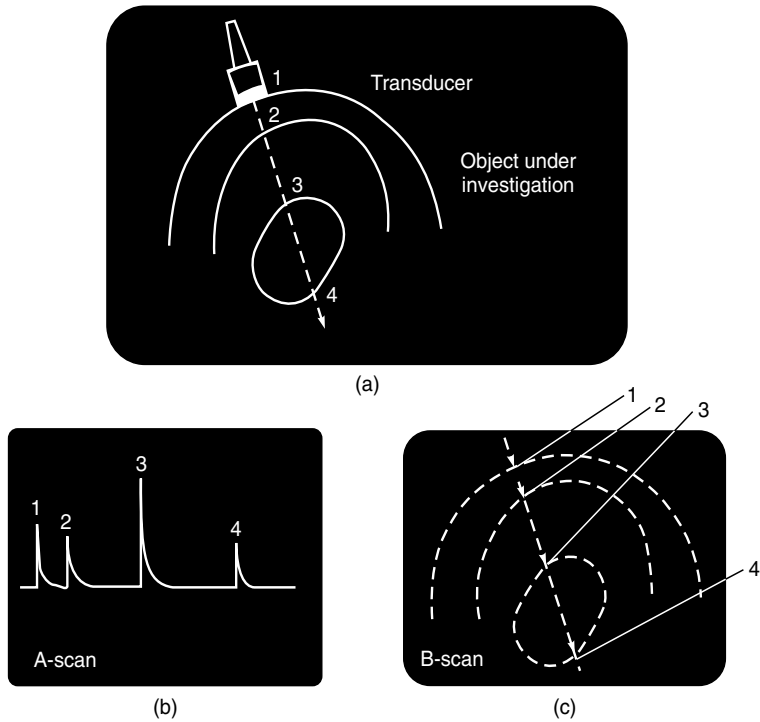 1
Transducer
2
Object under
investigation
3
4
(a)
1
2
3
4
A-scan
(b)
1
2
3
4
B-scan
(c)